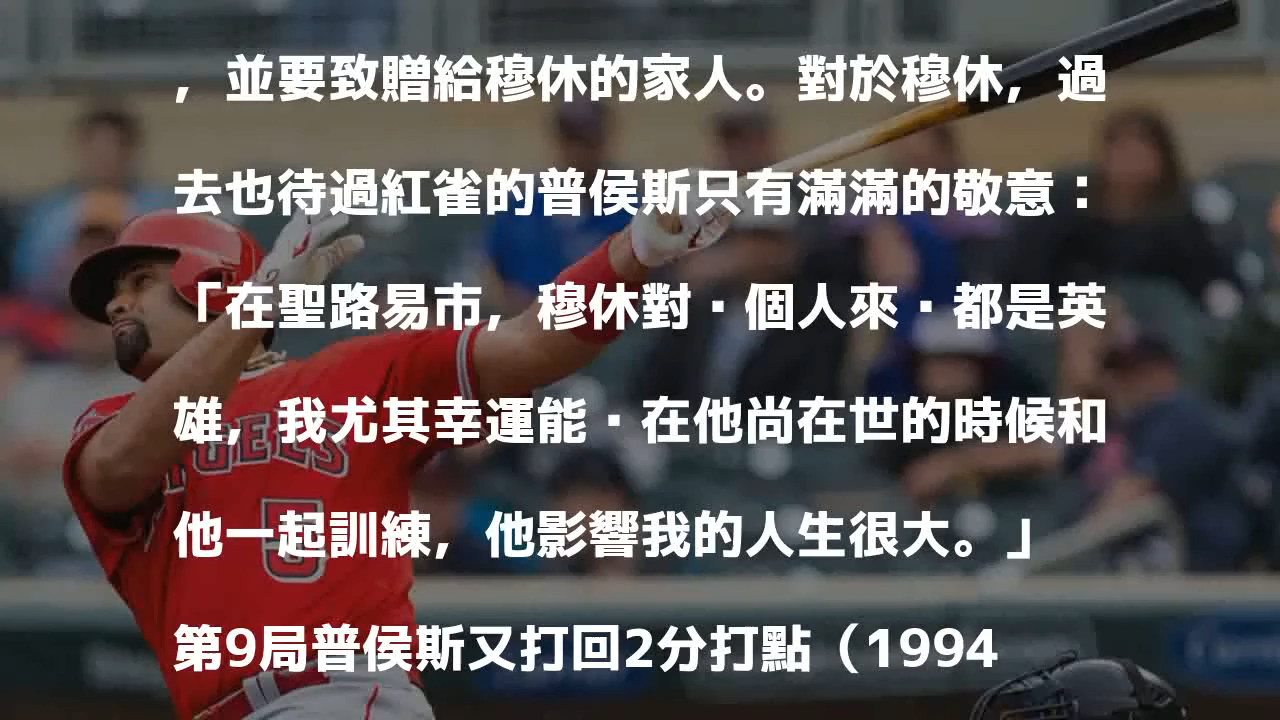 ，並要致贈給穆休的家人。對於穆休，過
去也待過紅雀的普侯斯只有滿滿的敬意：
「在聖路易市，穆休對·個人來·都是英
雄，我尤其幸運能·在他尚在世的時候和
他一起訓練，他影響我的人生很大。」
第9局普侯斯又打回2分打點（1994
5